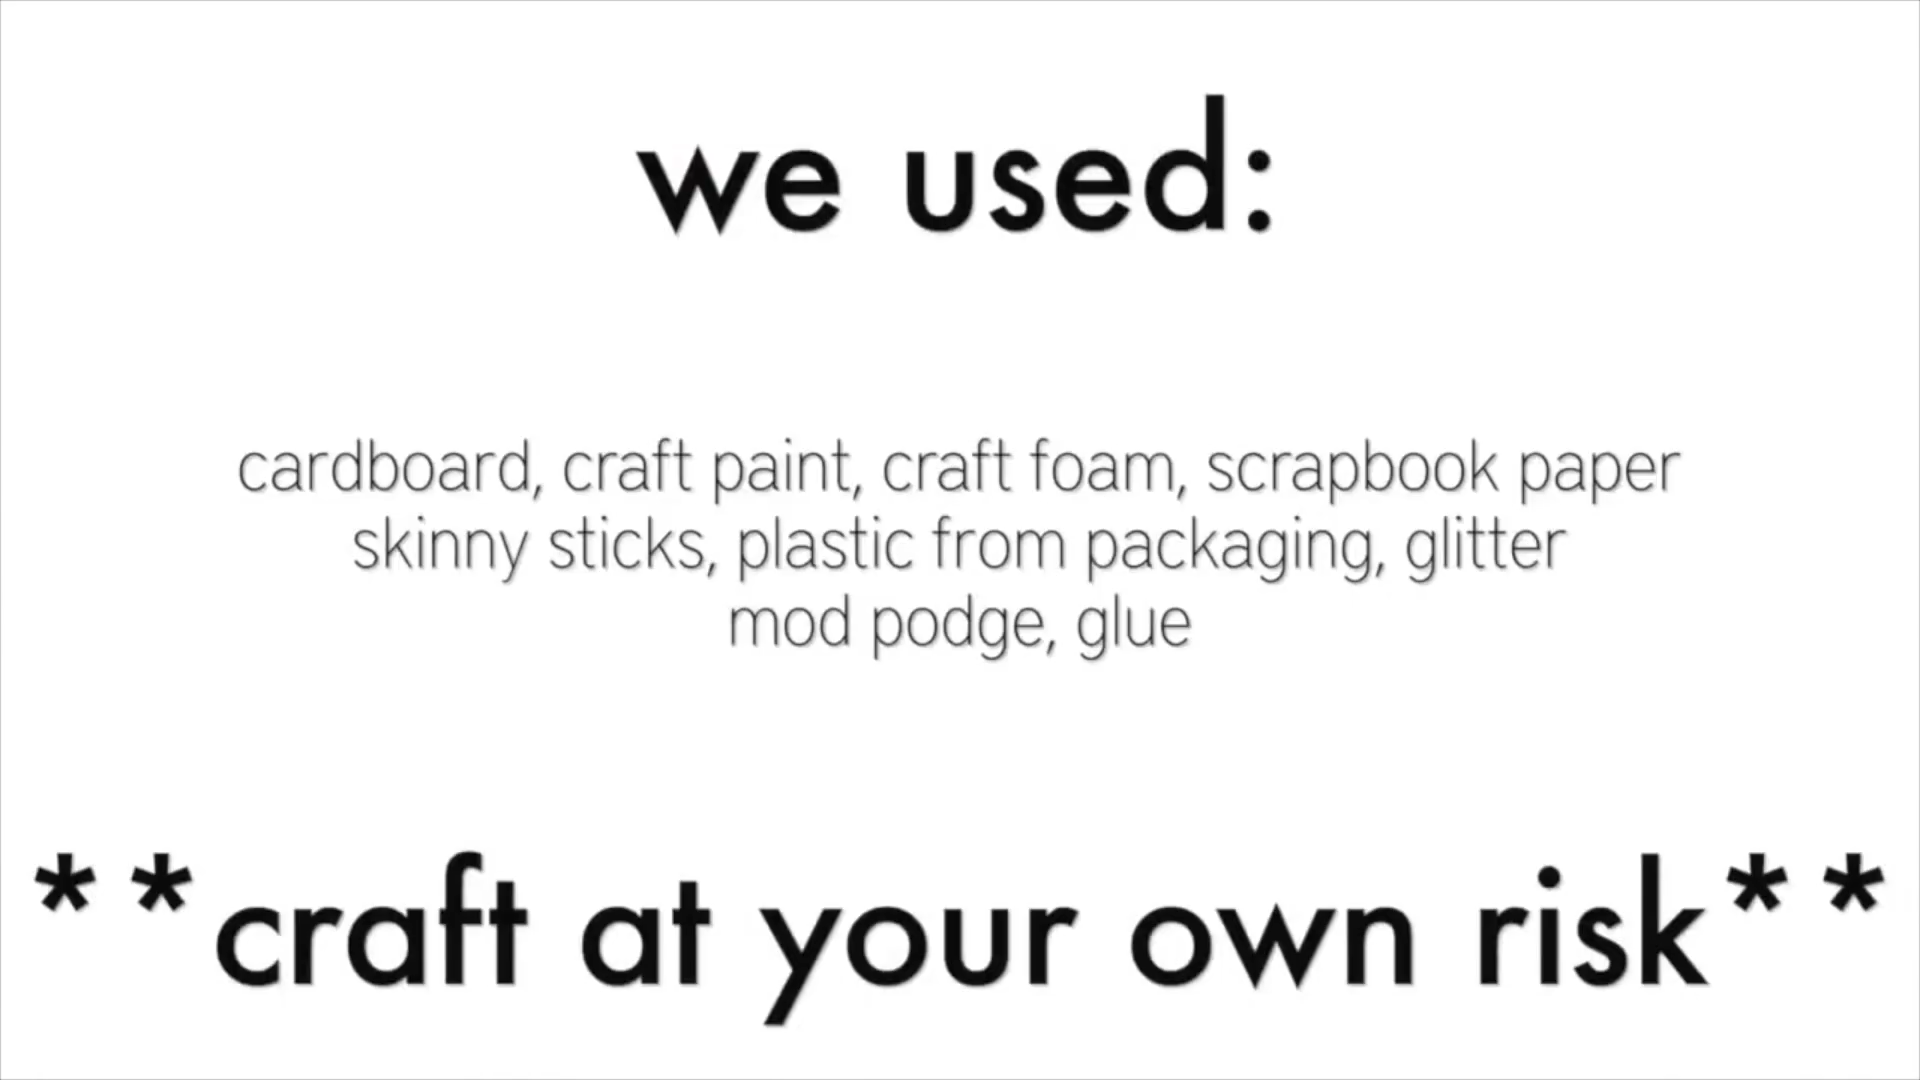 we used:
cardboard, craft paint, craft foam, scrapbook paper
skinny sticks, plastic from packaging, glitter
mod podge, glue
**craft at your own risk**